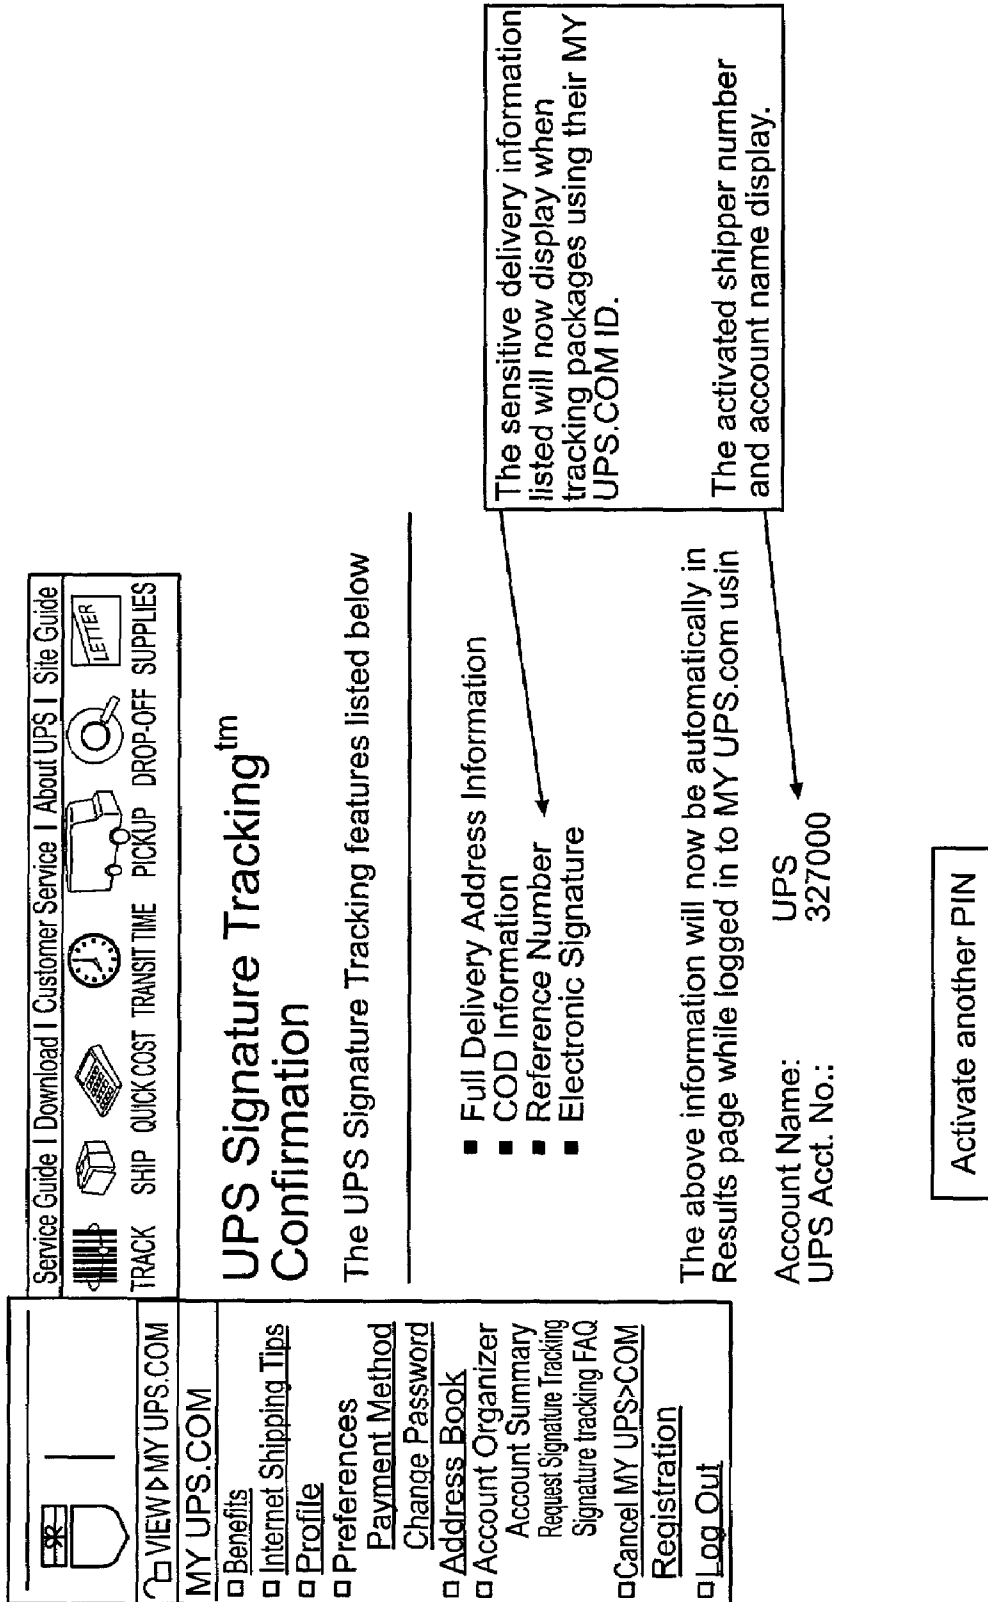 Service Guide | Download | Customer Service | About UPS | Site Guide
LETTER
TRACK SHIP QUICK COST TRANSIT TIME PICKUP DROP-OFF SUPPLIES
VIEW MY UPS.COM
MY UPS.COM
Benefits
Internet Shipping Tips
Profile
Preferences
Payment Method
Change Password
Address Book
Account Organizer
Account Summary
Request Signature Tracking
Signature tracking FAQ
Cancel MY UPS>COM
Registration
Log Out
UPS Signature Tracking tm
Confirmation
The UPS Signature Tracking features listed below
Full Delivery Address Information
COD Information
Reference Number
Electronic Signature
The above information will now be automatically in
Results page while logged in to MY UPS.com usin
Account Name: UPS
UPS Acct. No.: 327000
Activate another PIN
The sensitive delivery information
listed will now display when
tracking packages using their MY
UPS.COM ID.
The activated shipper number
and account name display.